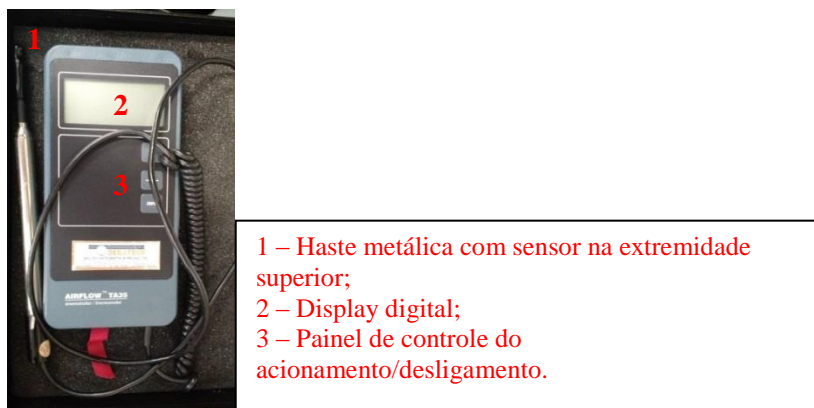 1
2
3
AIRFLOW™ TA35
1 – Haste metálica com sensor na extremidade
superior;
2 – Display digital;
3 – Painel de controle do
acionamento/desligamento.